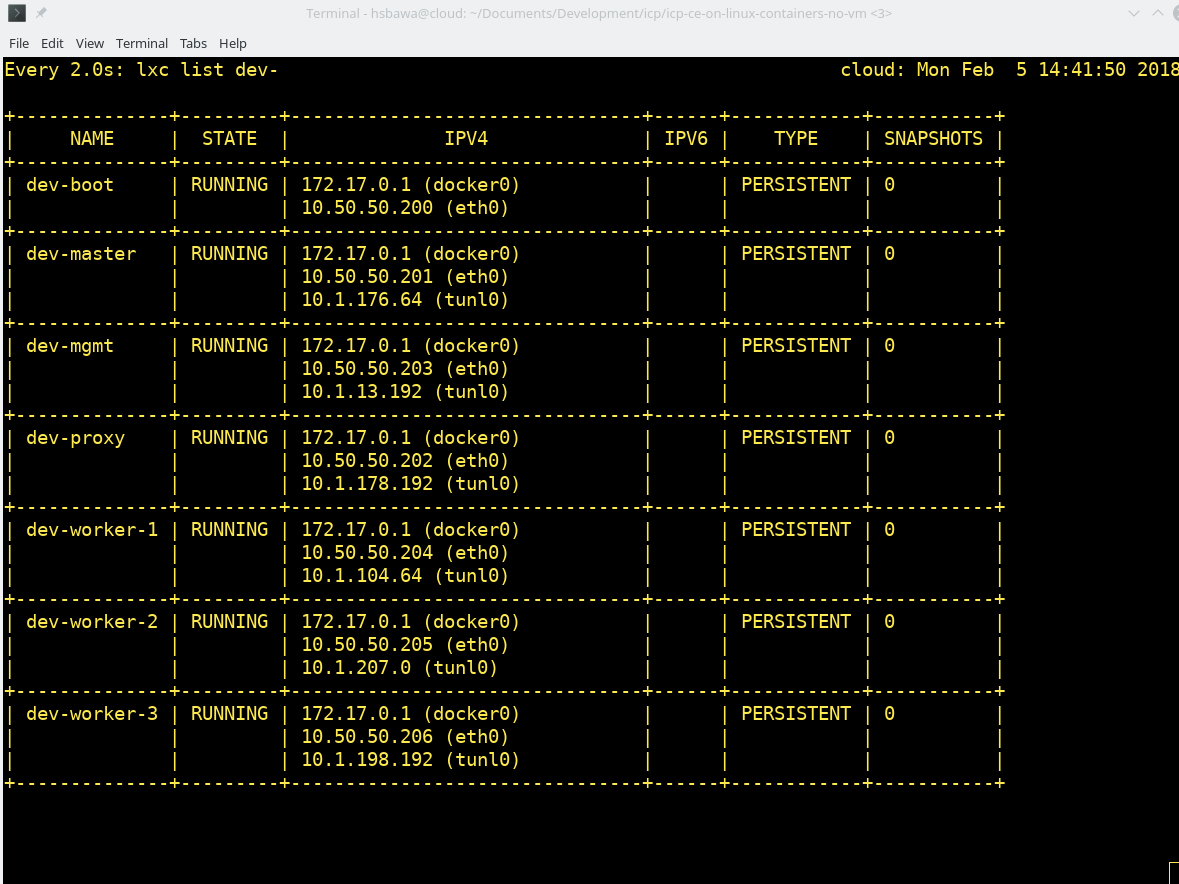 Terminal - hsbawa@cloud: ~/Documents/Development/icp/icp-ce-on-linux-containers-no-vm <3>
File Edit View Terminal Tabs Help
Every 2.0s: lxc list dev- cloud: Mon Feb  5 14:41:50 2018
+--------------+---------+--------------------------------+------+------------+-----------+
|     NAME     |  STATE  |              IPV4              | IPV6 |    TYPE    | SNAPSHOTS |
+--------------+---------+--------------------------------+------+------------+-----------+
| dev-boot     | RUNNING | 172.17.0.1 (docker0)           |      | PERSISTENT | 0         |
|              |         | 10.50.50.200 (eth0)            |      |            |           |
+--------------+---------+--------------------------------+------+------------+-----------+
| dev-master   | RUNNING | 172.17.0.1 (docker0)           |      | PERSISTENT | 0         |
|              |         | 10.50.50.201 (eth0)            |      |            |           |
|              |         | 10.1.176.64 (tunl0)            |      |            |           |
+--------------+---------+--------------------------------+------+------------+-----------+
| dev-mgmt     | RUNNING | 172.17.0.1 (docker0)           |      | PERSISTENT | 0         |
|              |         | 10.50.50.203 (eth0)            |      |            |           |
|              |         | 10.1.13.192 (tunl0)            |      |            |           |
+--------------+---------+--------------------------------+------+------------+-----------+
| dev-proxy    | RUNNING | 172.17.0.1 (docker0)           |      | PERSISTENT | 0         |
|              |         | 10.50.50.202 (eth0)            |      |            |           |
|              |         | 10.1.178.192 (tunl0)           |      |            |           |
+--------------+---------+--------------------------------+------+------------+-----------+
| dev-worker-1 | RUNNING | 172.17.0.1 (docker0)           |      | PERSISTENT | 0         |
|              |         | 10.50.50.204 (eth0)            |      |            |           |
|              |         | 10.1.104.64 (tunl0)            |      |            |           |
+--------------+---------+--------------------------------+------+------------+-----------+
| dev-worker-2 | RUNNING | 172.17.0.1 (docker0)           |      | PERSISTENT | 0         |
|              |         | 10.50.50.205 (eth0)            |      |            |           |
|              |         | 10.1.207.0 (tunl0)             |      |            |           |
+--------------+---------+--------------------------------+------+------------+-----------+
| dev-worker-3 | RUNNING | 172.17.0.1 (docker0)           |      | PERSISTENT | 0         |
|              |         | 10.50.50.206 (eth0)            |      |            |           |
|              |         | 10.1.198.192 (tunl0)           |      |            |           |
+--------------+---------+--------------------------------+------+------------+-----------+